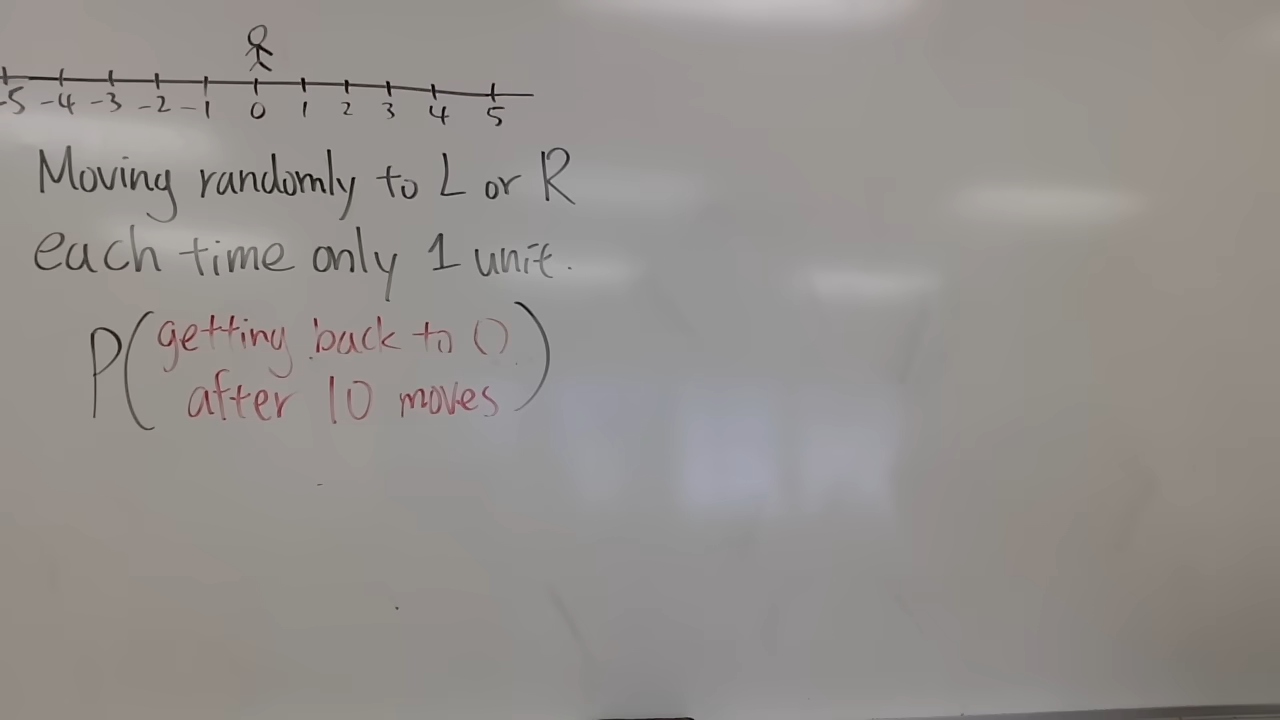 -5 -4 -3 -2 -1 0 1 2 3 4 5
Moving randomly to L or R
each time only 1 unit.
P(getting back to 0
after 10 moves)